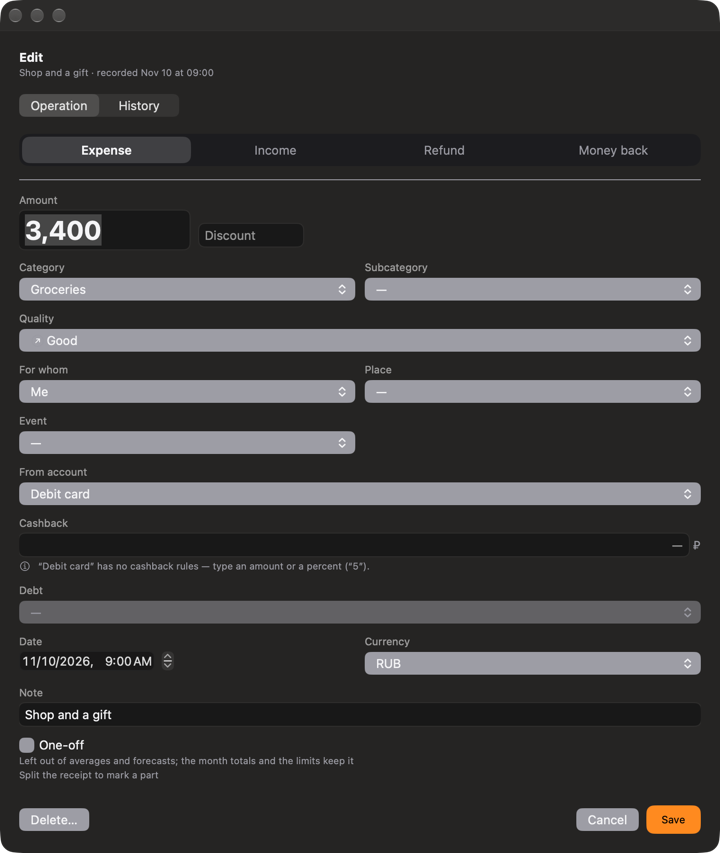 Edit
Shop and a gift · recorded Nov 10 at 09:00
Operation History
Expense Income Refund Money back
Amount
3,400 Discount
Category Subcategory
Groceries —
Quality
↗ Good
For whom Place
Me —
Event
—
From account
Debit card
Cashback
— ₽
“Debit card” has no cashback rules — type an amount or a percent (“5”).
Debt
—
Date Currency
11/10/2026, 9:00 AM RUB
Note
Shop and a gift
One-off
Left out of averages and forecasts; the month totals and the limits keep it
Split the receipt to mark a part
Delete... Cancel Save